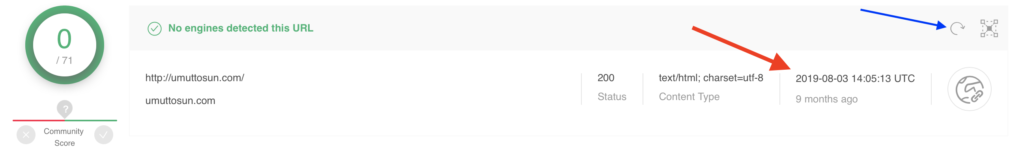 0
/ 71
?
Community
Score
No engines detected this URL
http://umuttosun.com/
umuttosun.com
200
Status
text/html; charset=utf-8
Content Type
2019-08-03 14:05:13 UTC
9 months ago